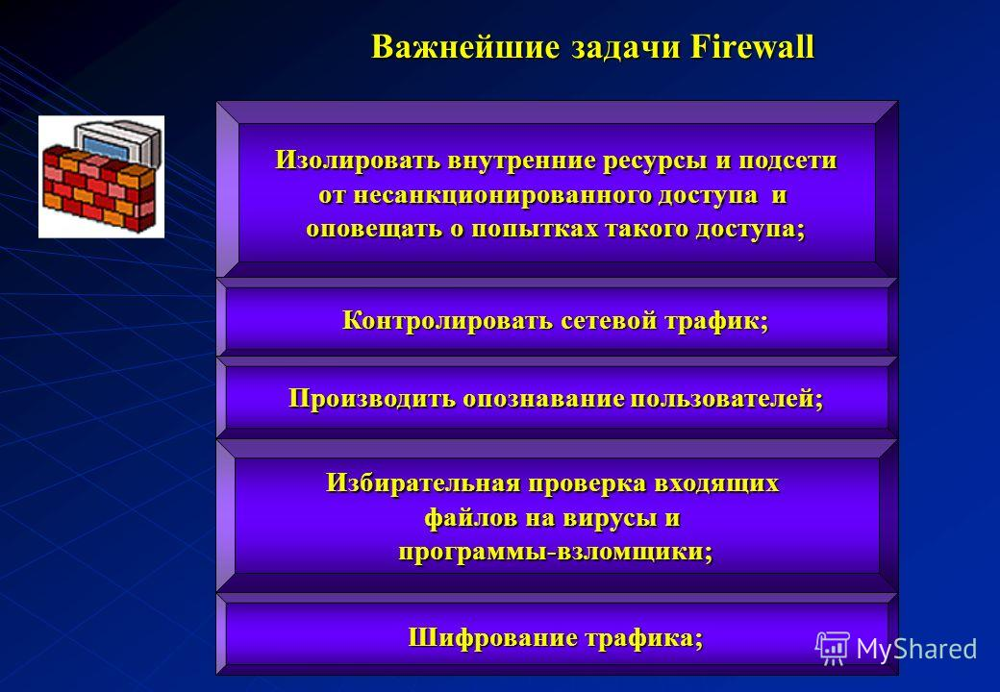 Важнейшие задачи Firewall
Изолировать внутренние ресурсы и подсети
от несанкционированного доступа и
оповещать о попытках такого доступа;
Контролировать сетевой трафик;
Производить опознавание пользователей;
Избирательная проверка входящих
файлов на вирусы и
программы-взломщики;
Шифрование трафика;
MyShared